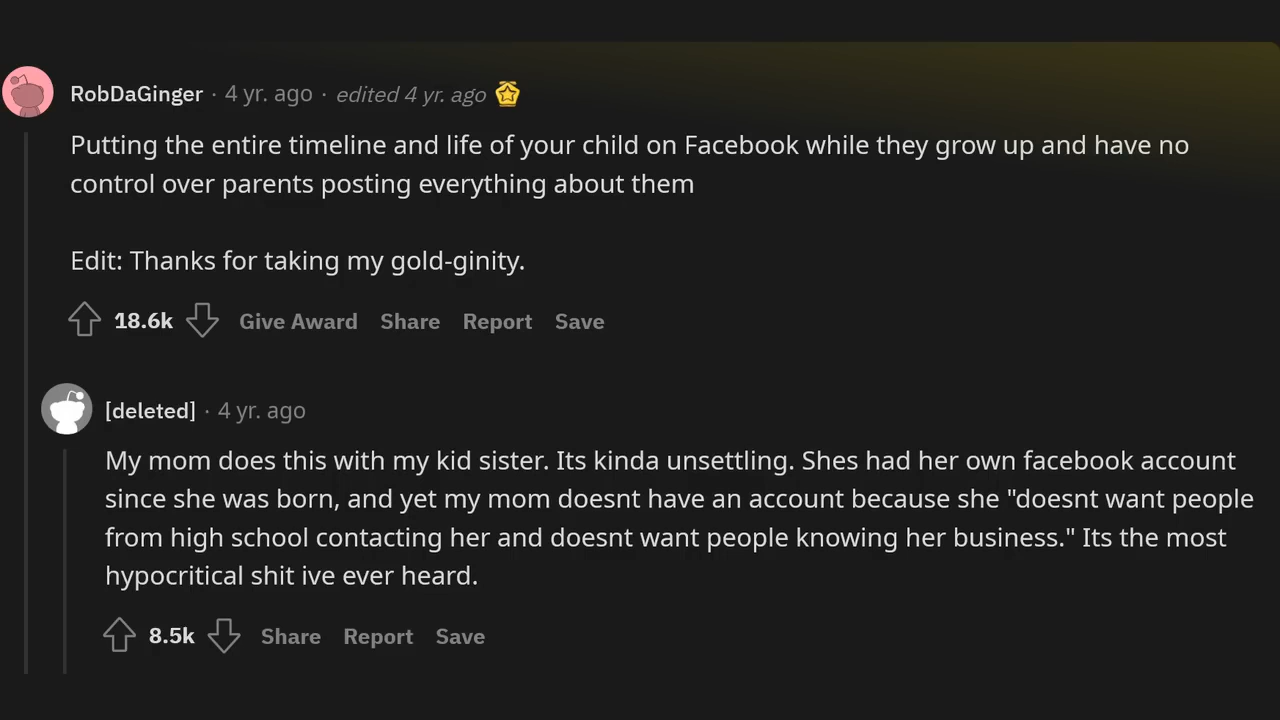 RobDaGinger · 4 yr. ago · edited 4 yr. ago
Putting the entire timeline and life of your child on Facebook while they grow up and have no
control over parents posting everything about them
Edit: Thanks for taking my gold-ginity.
18.6k Give Award Share Report Save
[deleted] · 4 yr. ago
My mom does this with my kid sister. Its kinda unsettling. Shes had her own facebook account
since she was born, and yet my mom doesnt have an account because she "doesnt want people
from high school contacting her and doesnt want people knowing her business." Its the most
hypocritical shit ive ever heard.
8.5k Share Report Save